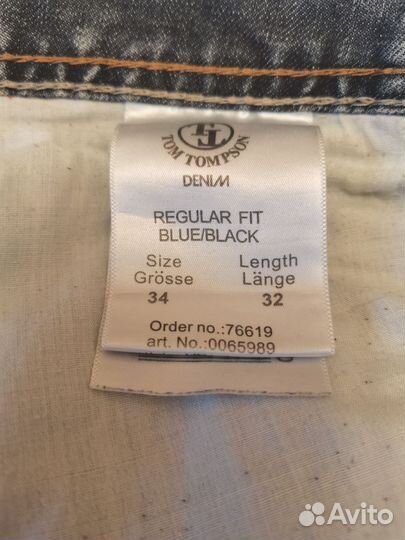 TOM TOMPSON
DENIM
REGULAR FIT
BLUE/BLACK
Size Length
Grösse Länge
34 32
Order no.:76619
art. No.:0065989
Avito